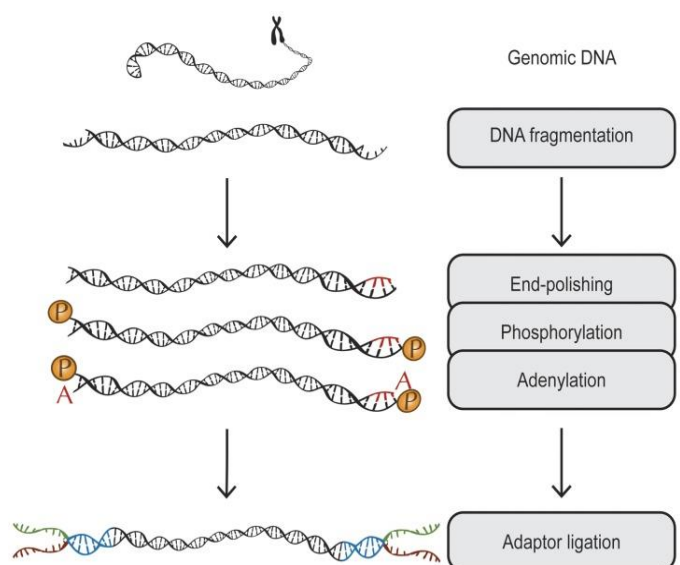 Genomic DNA
DNA fragmentation
End-polishing
P
Phosphorylation
P
P
A
Adenylation
A
P
Adaptor ligation